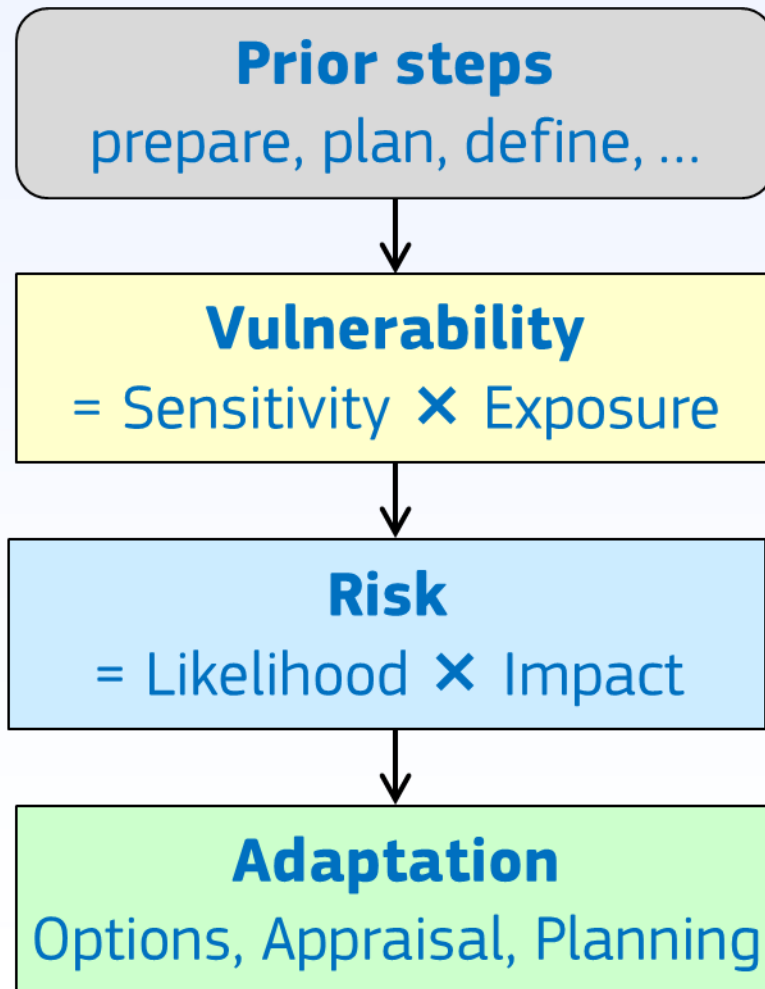 Prior steps
prepare, plan, define, ...
Vulnerability
= Sensitivity × Exposure
Risk
= Likelihood × Impact
Adaptation
Options, Appraisal, Planning